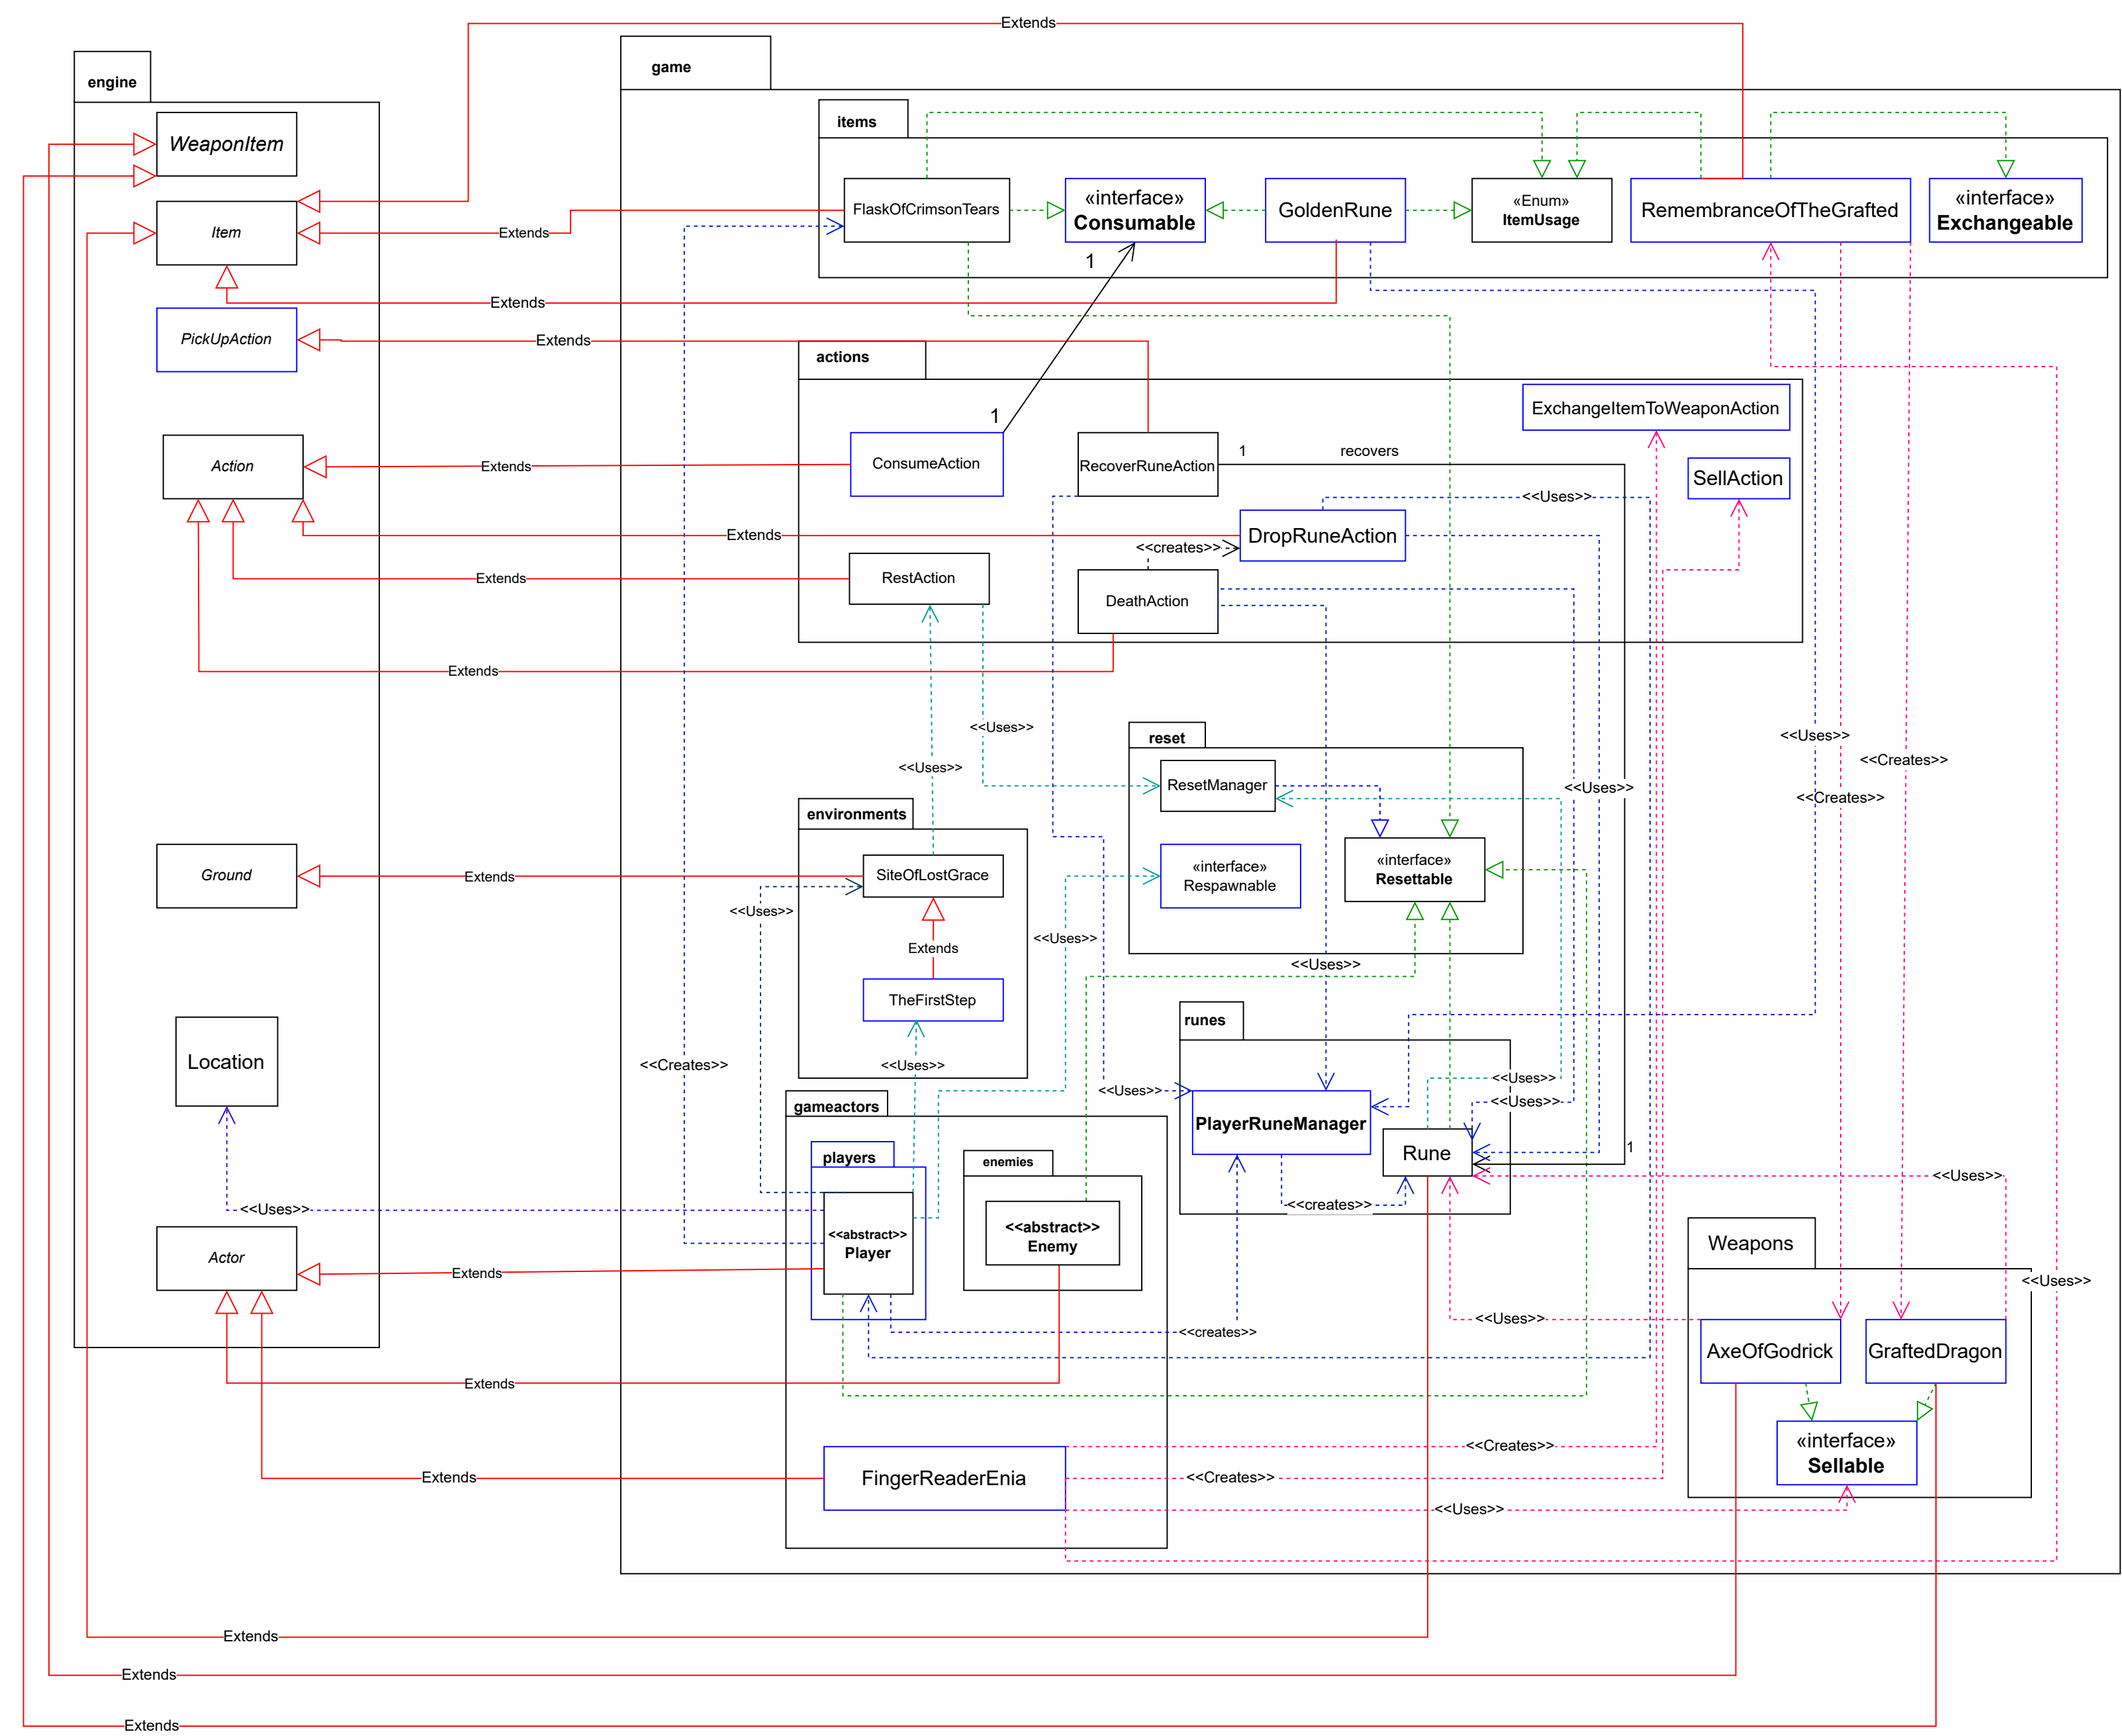 Extends
engine
game
WeaponItem
items
FlaskOfCrimsonTears
«interface»
Consumable
GoldenRune
«Enum»
ItemUsage
RemembranceOfTheGrafted
«interface»
Exchangeable
Item
Extends
1
Extends
PickUpAction
Extends
actions
ExchangeItemToWeaponAction
1
Action
Extends
ConsumeAction
RecoverRuneAction
1
recovers
SellAction
<<Uses>>
Extends
DropRuneAction
<<creates>>
Extends
RestAction
DeathAction
Extends
<<Uses>>
reset
<<Uses>>
<<Uses>>
<<Creates>>
ResetManager
<<Uses>>
<<Creates>>
environments
Ground
Extends
SiteOfLostGrace
«interface»
Respawnable
«interface»
Resettable
<<Uses>>
Extends
<<Uses>>
<<Uses>>
TheFirstStep
runes
Location
<<Creates>>
<<Uses>>
<<Uses>>
<<Uses>>
<<Uses>>
gameactors
PlayerRuneManager
Rune
1
players
enemies
<<Uses>>
<<Uses>>
<<creates>>
<<abstract>>
Player
<<abstract>>
Enemy
Weapons
Actor
Extends
<<Uses>>
<<creates>>
<<Uses>>
AxeOfGodrick
GraftedDragon
Extends
«interface»
Sellable
FingerReaderEnia
Extends
<<Creates>>
<<Creates>>
<<Uses>>
Extends
Extends
Extends